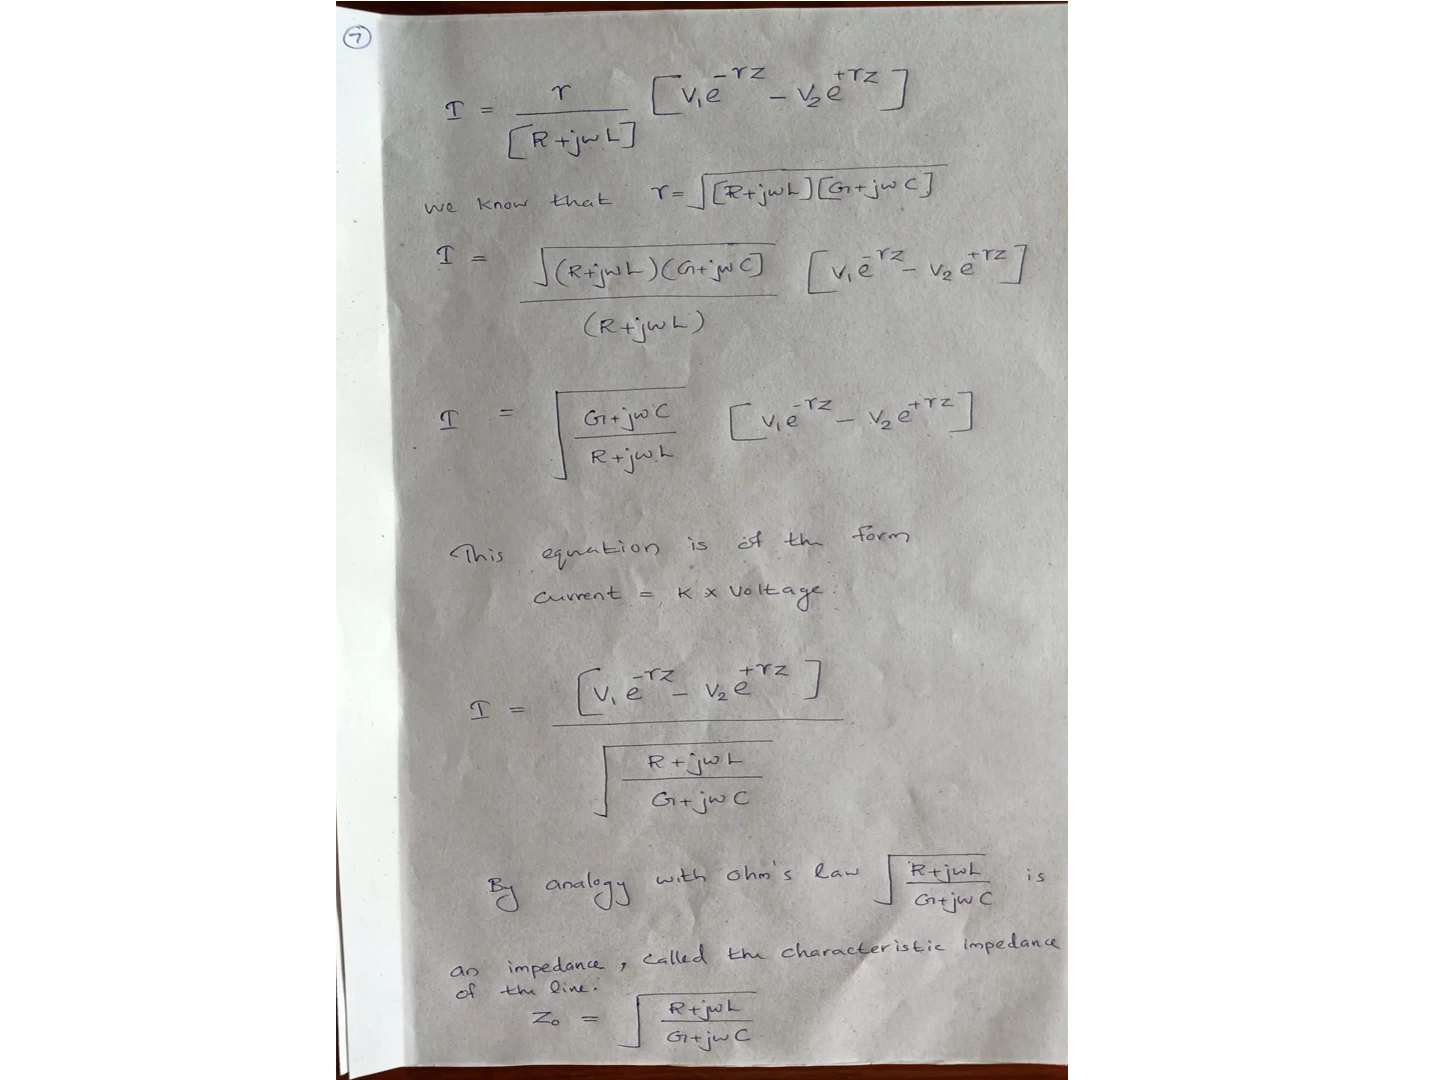 7
I = γ / [R+jωL] [V₁e^-γz - V₂e^+γz]
we know that γ = √[R+jωL][G+jωC]
I = √(R+jωL)(G+jωC] / (R+jωL) [V₁e^-γz - V₂e^+γz]
I = √(G+jωC / R+jωL) [V₁e^-γz - V₂e^+γz]
This equation is of the form
current = K x voltage.
I = [V₁e^-γz - V₂e^+γz] / √(R+jωL / G+jωC)
By analogy with ohm's law √(R+jωL / G+jωC) is
an impedance, called the characteristic impedance
of the line.
Z₀ = √(R+jωL / G+jωC)